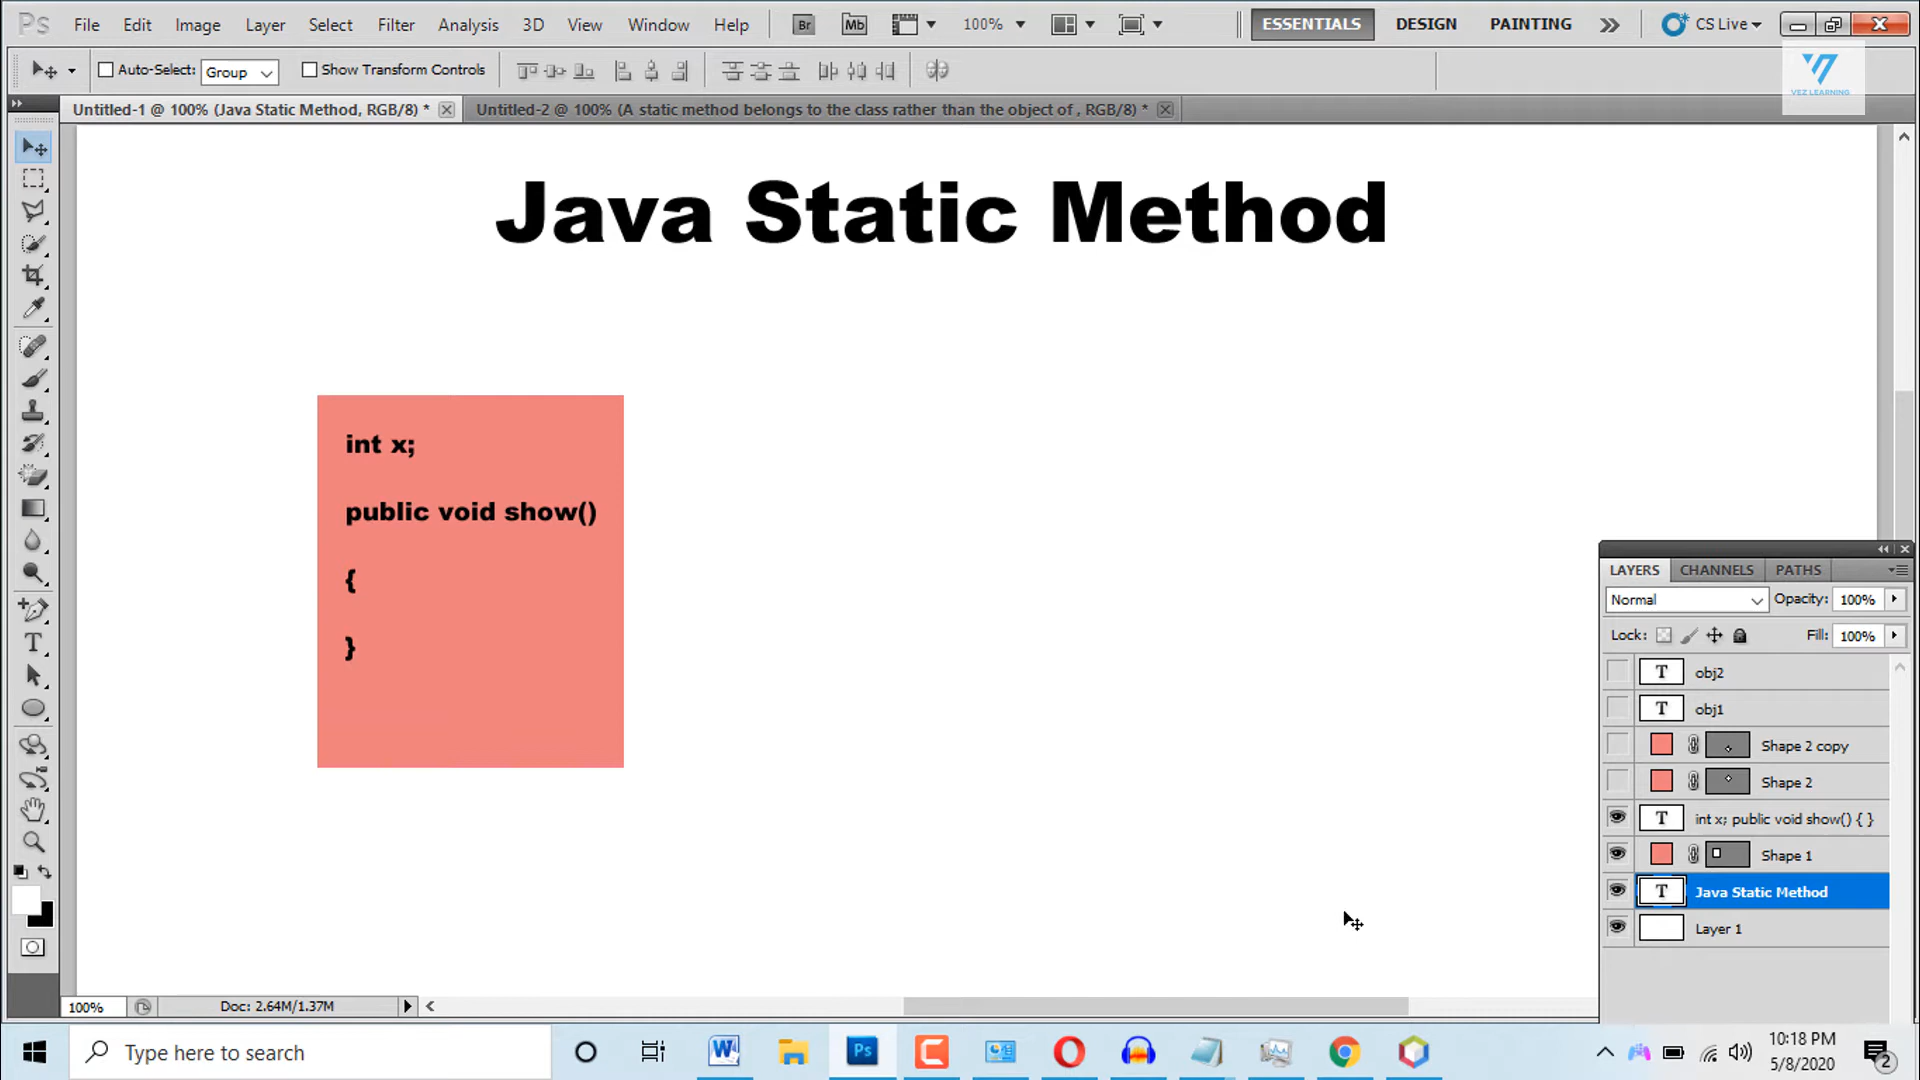 Ps File Edit Image Layer Select Filter Analysis 3D View Window Help Br Mb 100% ESSENTIALS DESIGN PAINTING CS Live
Auto-Select: Group Show Transform Controls
VEZ LEARNING
Untitled-1 @ 100% (Java Static Method, RGB/8) * Untitled-2 @ 100% (A static method belongs to the class rather than the object of , RGB/8) *
Java Static Method
int x;
public void show()
{
}
LAYERS CHANNELS PATHS
Normal Opacity: 100%
Lock: Fill: 100%
T obj2
T obj1
Shape 2 copy
Shape 2
T int x; public void show() { }
Shape 1
T Java Static Method
Layer 1
100% Doc: 2.64M/1.37M
Type here to search
W
Ps
10:18 PM
5/8/2020
2